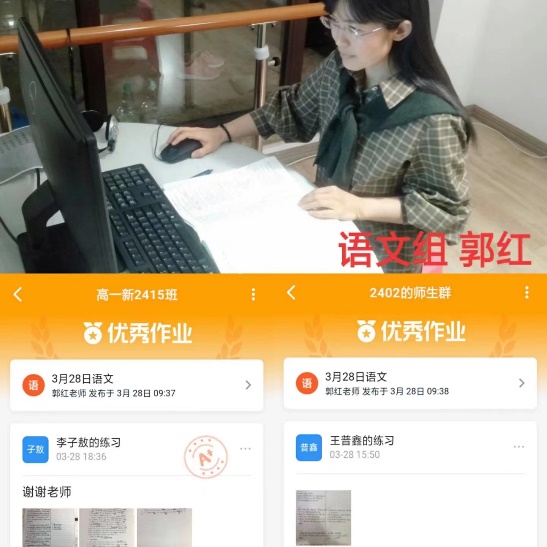 语文组 郭红
高一新2415班
优秀作业
语
3月28日语文
郭红老师 发布于 3月 28日 09:37
子敖
李子敖的练习
03-28 18:36
A+
谢谢老师
2402的师生群
优秀作业
语
3月28日语文
郭红老师 发布于 3月 28日 09:38
普鑫
王普鑫的练习
03-28 15:50